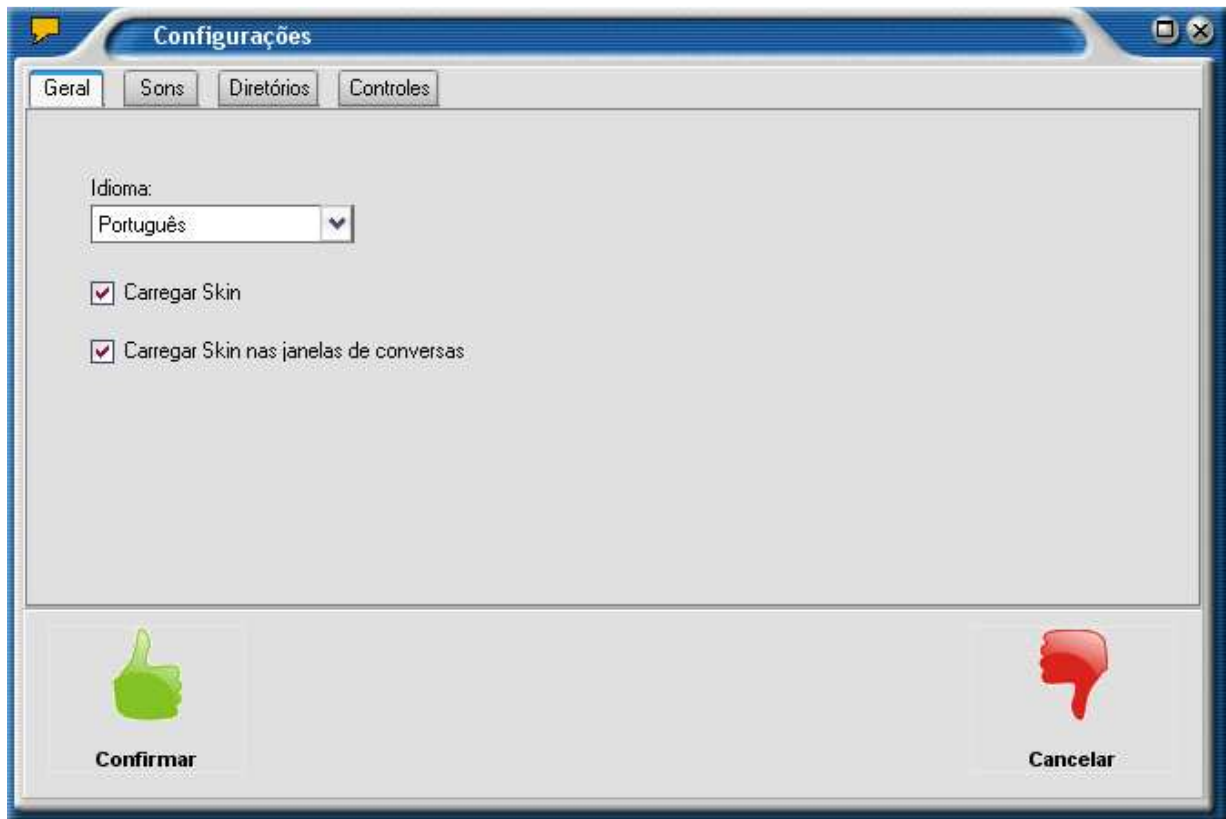 Configurações
Geral Sons Diretórios Controles
Idioma:
Português
Carregar Skin
Carregar Skin nas janelas de conversas
Confirmar Cancelar